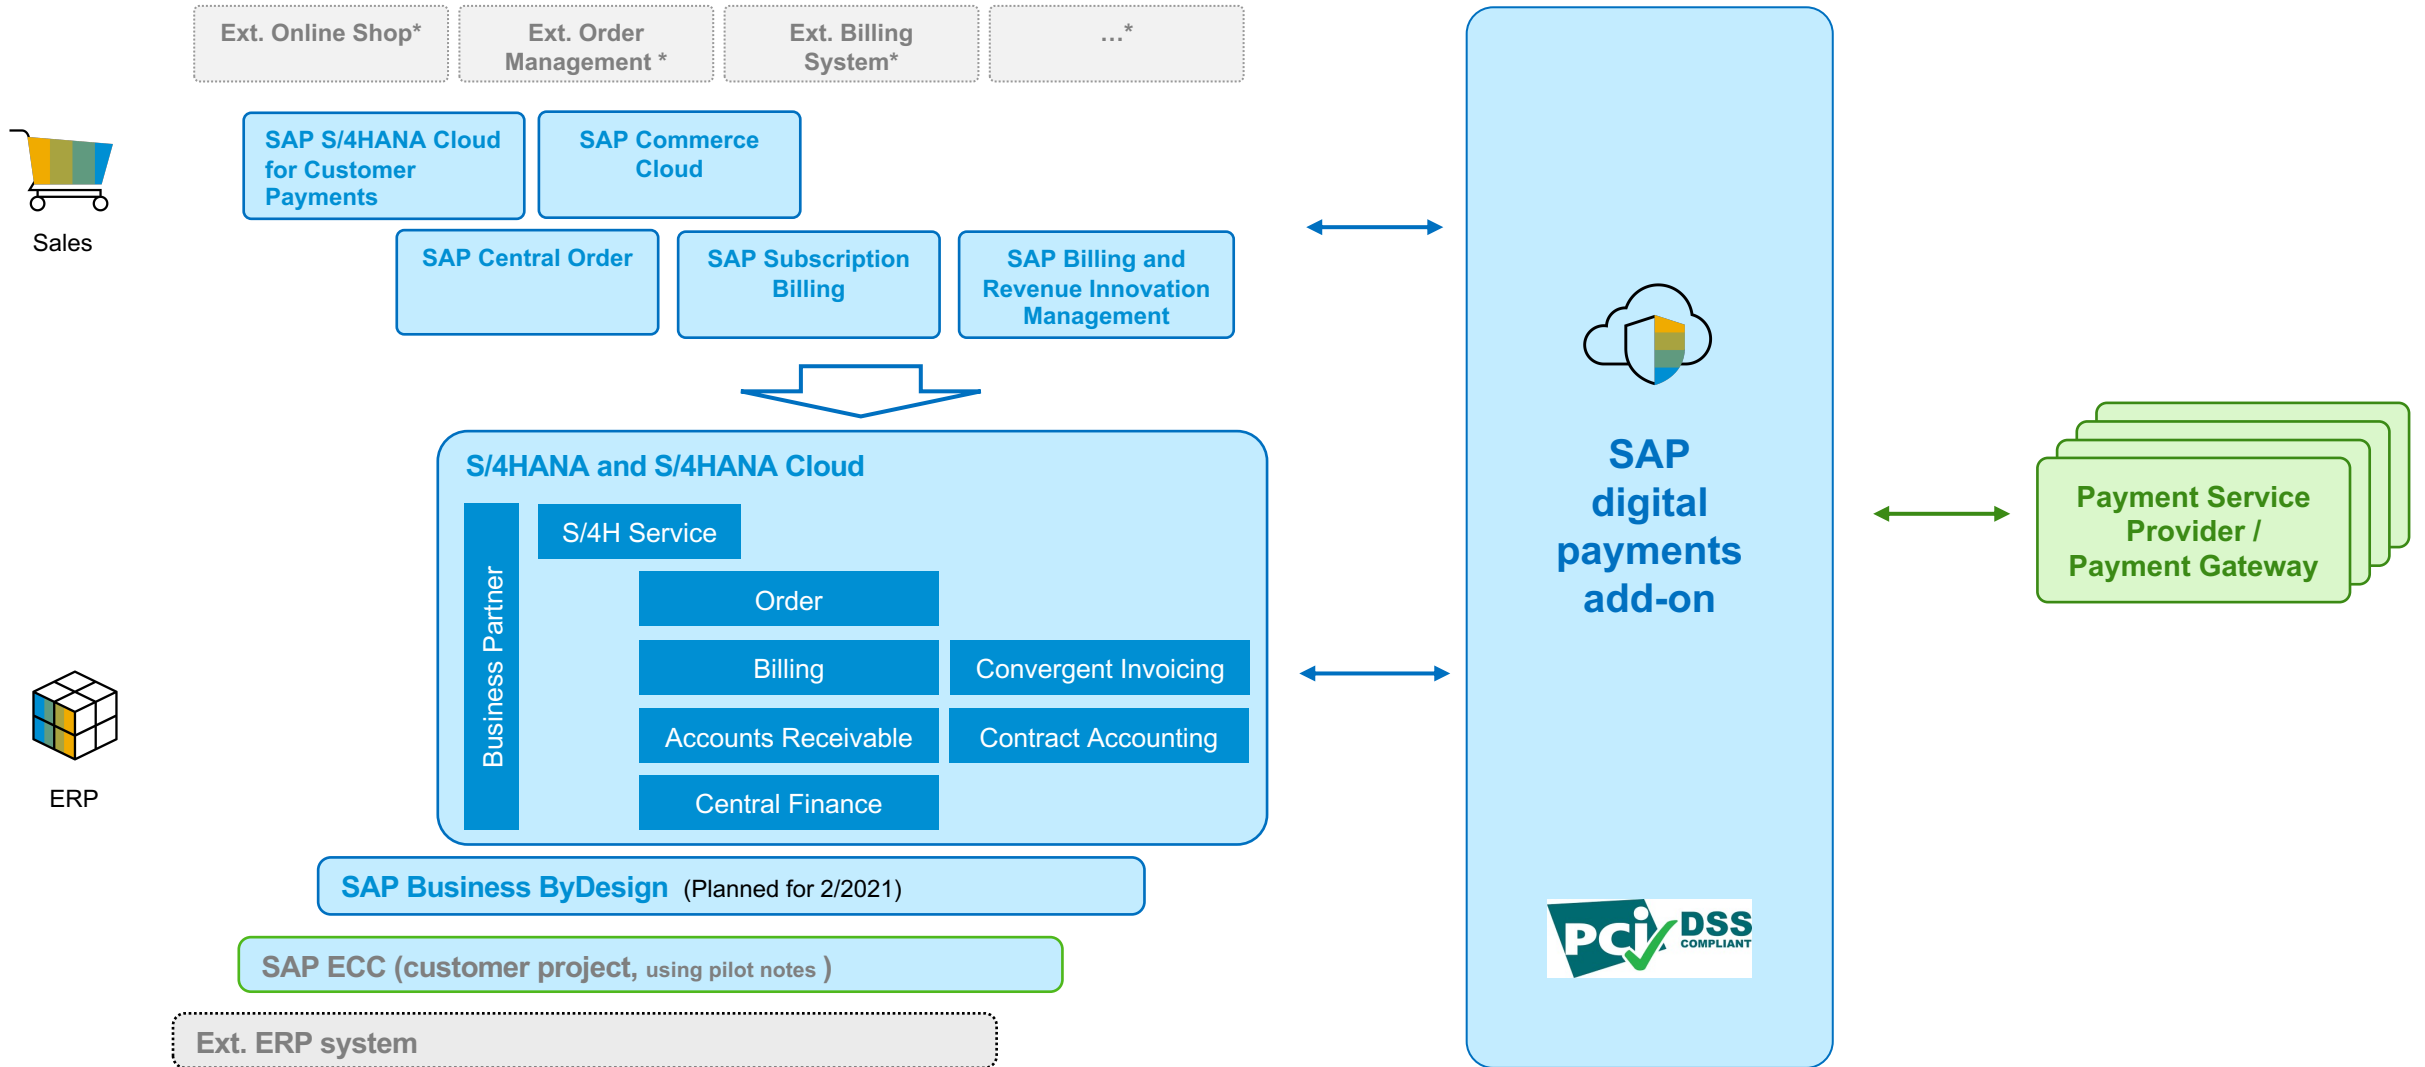 Ext. Online Shop*
Ext. Order
Management *
Ext. Billing
System*
…*
Sales
SAP S/4HANA Cloud
for Customer
Payments
SAP Commerce
Cloud
SAP Central Order
SAP Subscription
Billing
SAP Billing and
Revenue Innovation
Management
S/4HANA and S/4HANA Cloud
Business Partner
S/4H Service
Order
Billing
Convergent Invoicing
Accounts Receivable
Contract Accounting
Central Finance
ERP
SAP Business ByDesign (Planned for 2/2021)
SAP ECC (customer project, using pilot notes )
Ext. ERP system
SAP
digital
payments
add-on
PCi DSS
COMPLIANT
Payment Service
Provider /
Payment Gateway